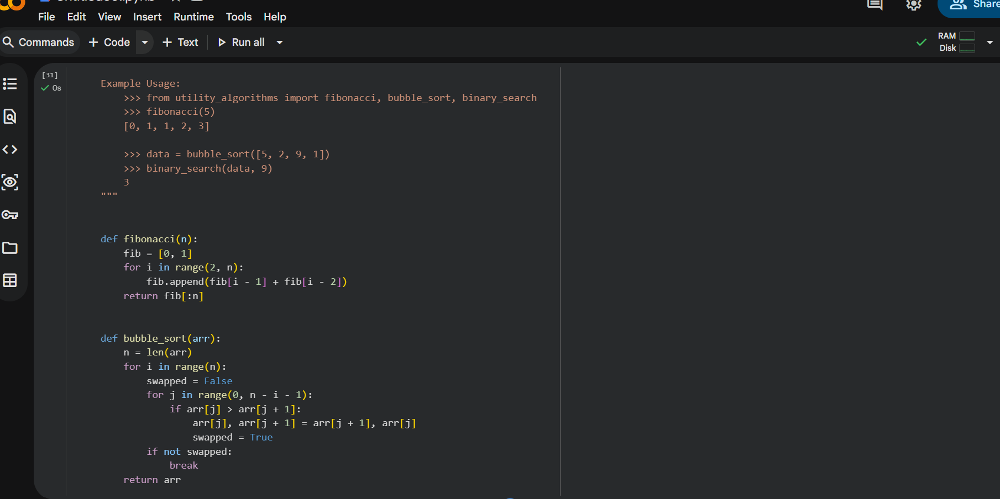 File Edit View Insert Runtime Tools Help
Share
Commands + Code + Text Run all
RAM
Disk
[31]
0s
Example Usage:
    >>> from utility_algorithms import fibonacci, bubble_sort, binary_search
    >>> fibonacci(5)
    [0, 1, 1, 2, 3]
    >>> data = bubble_sort([5, 2, 9, 1])
    >>> binary_search(data, 9)
    3
"""
def fibonacci(n):
    fib = [0, 1]
    for i in range(2, n):
        fib.append(fib[i - 1] + fib[i - 2])
    return fib[:n]
def bubble_sort(arr):
    n = len(arr)
    for i in range(n):
        swapped = False
        for j in range(0, n - i - 1):
            if arr[j] > arr[j + 1]:
                arr[j], arr[j + 1] = arr[j + 1], arr[j]
                swapped = True
        if not swapped:
            break
    return arr